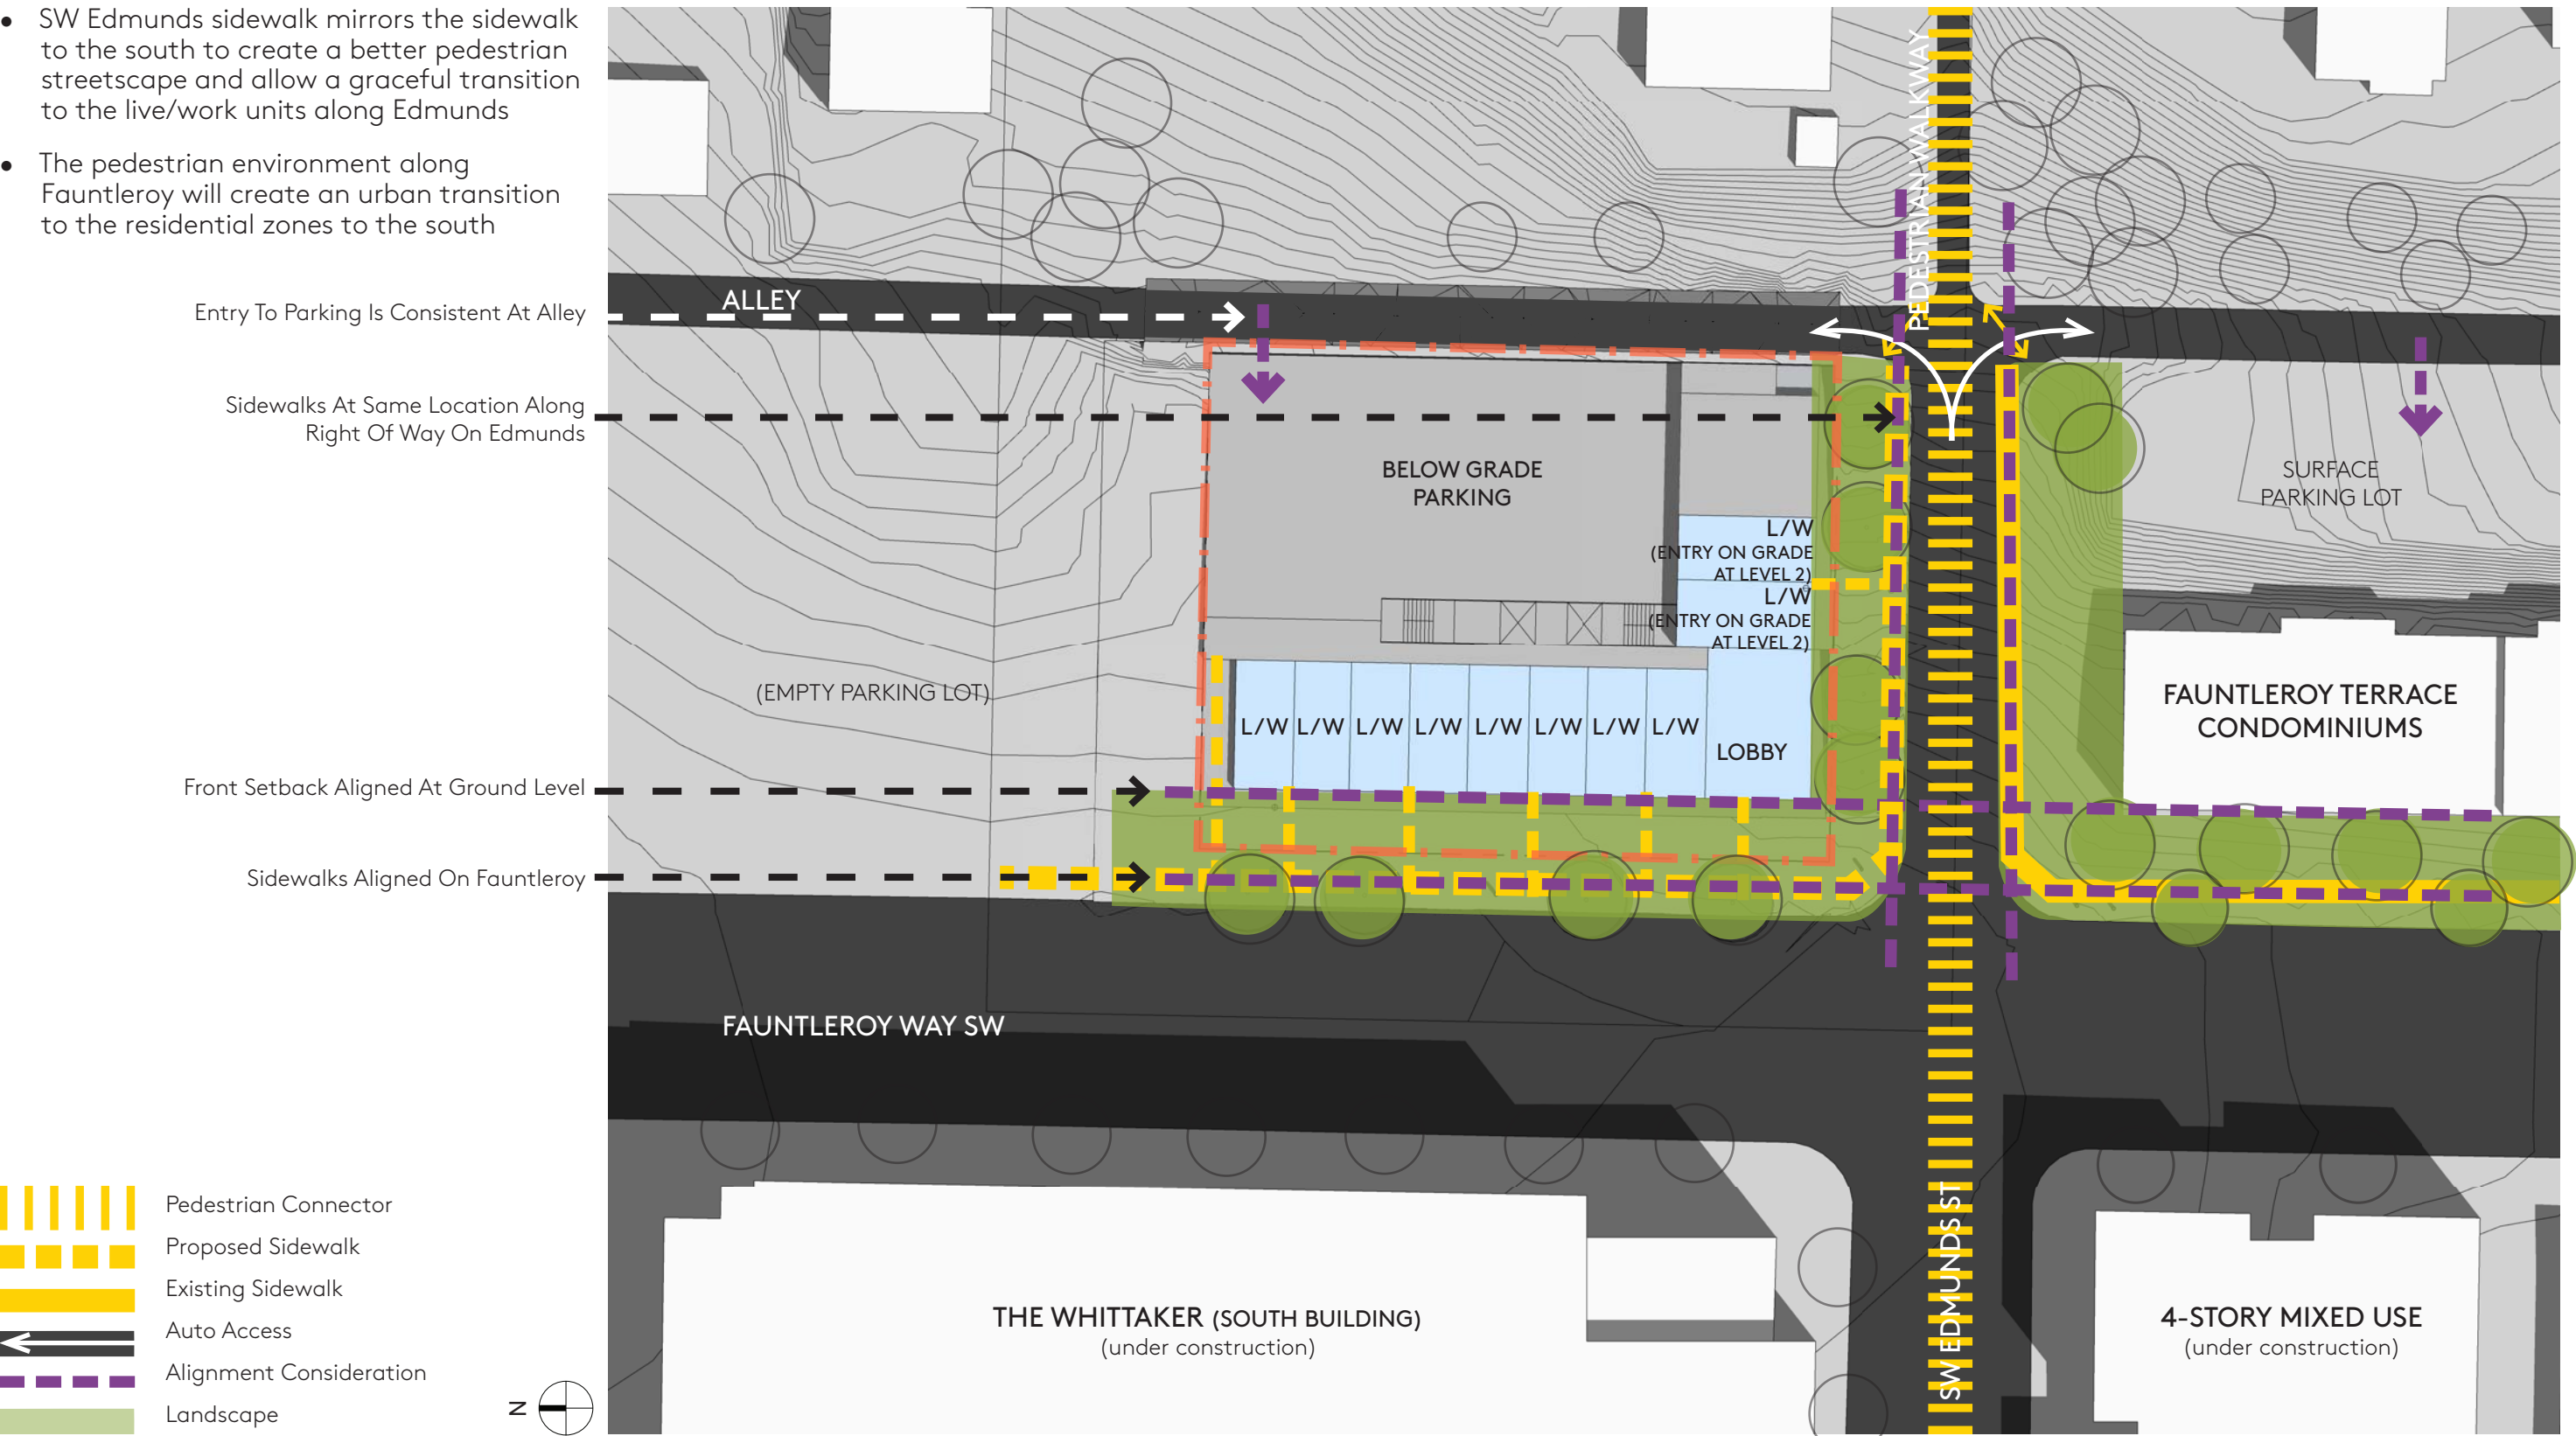 • SW Edmunds sidewalk mirrors the sidewalk
to the south to create a better pedestrian
streetscape and allow a graceful transition
to the live/work units along Edmunds
• The pedestrian environment along
Fauntleroy will create an urban transition
to the residential zones to the south
Entry To Parking Is Consistent At Alley
Sidewalks At Same Location Along
Right Of Way On Edmunds
Front Setback Aligned At Ground Level
Sidewalks Aligned On Fauntleroy
Pedestrian Connector
Proposed Sidewalk
Existing Sidewalk
Auto Access
Alignment Consideration
Landscape
N
PEDESTRIAN WALKWAY
ALLEY
BELOW GRADE
PARKING
SURFACE
PARKING LOT
L/W
(ENTRY ON GRADE
AT LEVEL 2)
L/W
(ENTRY ON GRADE
AT LEVEL 2)
(EMPTY PARKING LOT)
L/W L/W L/W L/W L/W L/W L/W L/W
LOBBY
FAUNTLEROY TERRACE
CONDOMINIUMS
FAUNTLEROY WAY SW
SW EDMUNDS ST
THE WHITTAKER (SOUTH BUILDING)
(under construction)
4-STORY MIXED USE
(under construction)